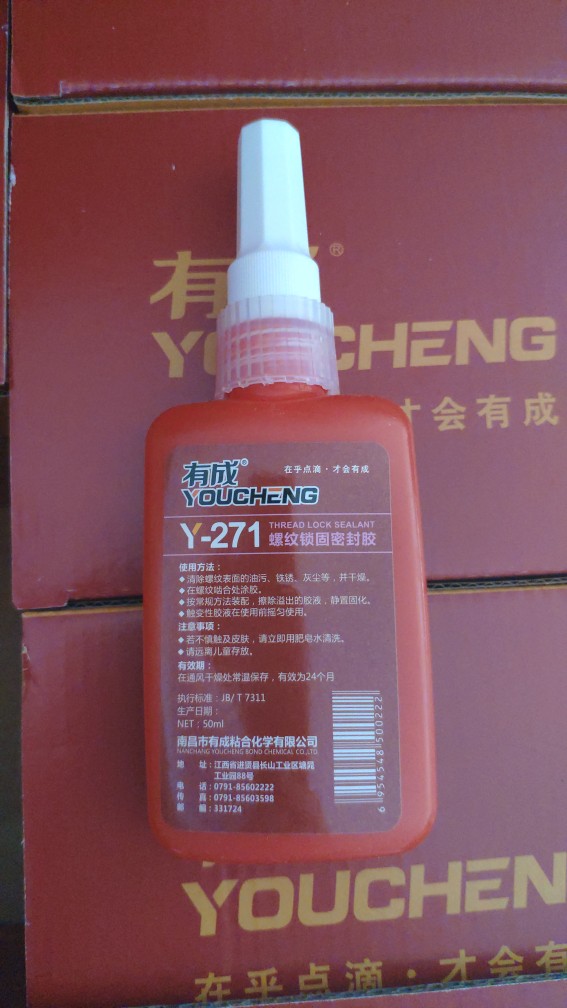 有成®
YOUCHENG
才会有成
有成®
YOUCHENG
在乎点滴·才会有成
Y-271
THREAD LOCK SEALANT
螺纹锁固密封胶
使用方法：
◆清除螺纹表面的油污、铁锈、灰尘等，并干燥。
◆在螺纹啮合处涂胶。
◆按常规方法装配，擦除溢出的胶液，静置固化。
◆触变性胶液在使用前摇匀使用。
注意事项：
◆若不慎触及皮肤，请立即用肥皂水清洗。
◆请远离儿童存放。
有效期：
在通风干燥处常温保存，有效为24个月
执行标准：JB/T 7311
生产日期：
NET：50ml
南昌市有成粘合化学有限公司
NANCHANG YOUCHENG BOND CHEMICAL CO.,LTD.
地 址：江西省进贤县长山工业区塘苑
工业园88号
电 话：0791-85602222
传 真：0791-85603598
邮 编：331724
6 954548 500222
YOUCHEN
在乎点滴·才会有